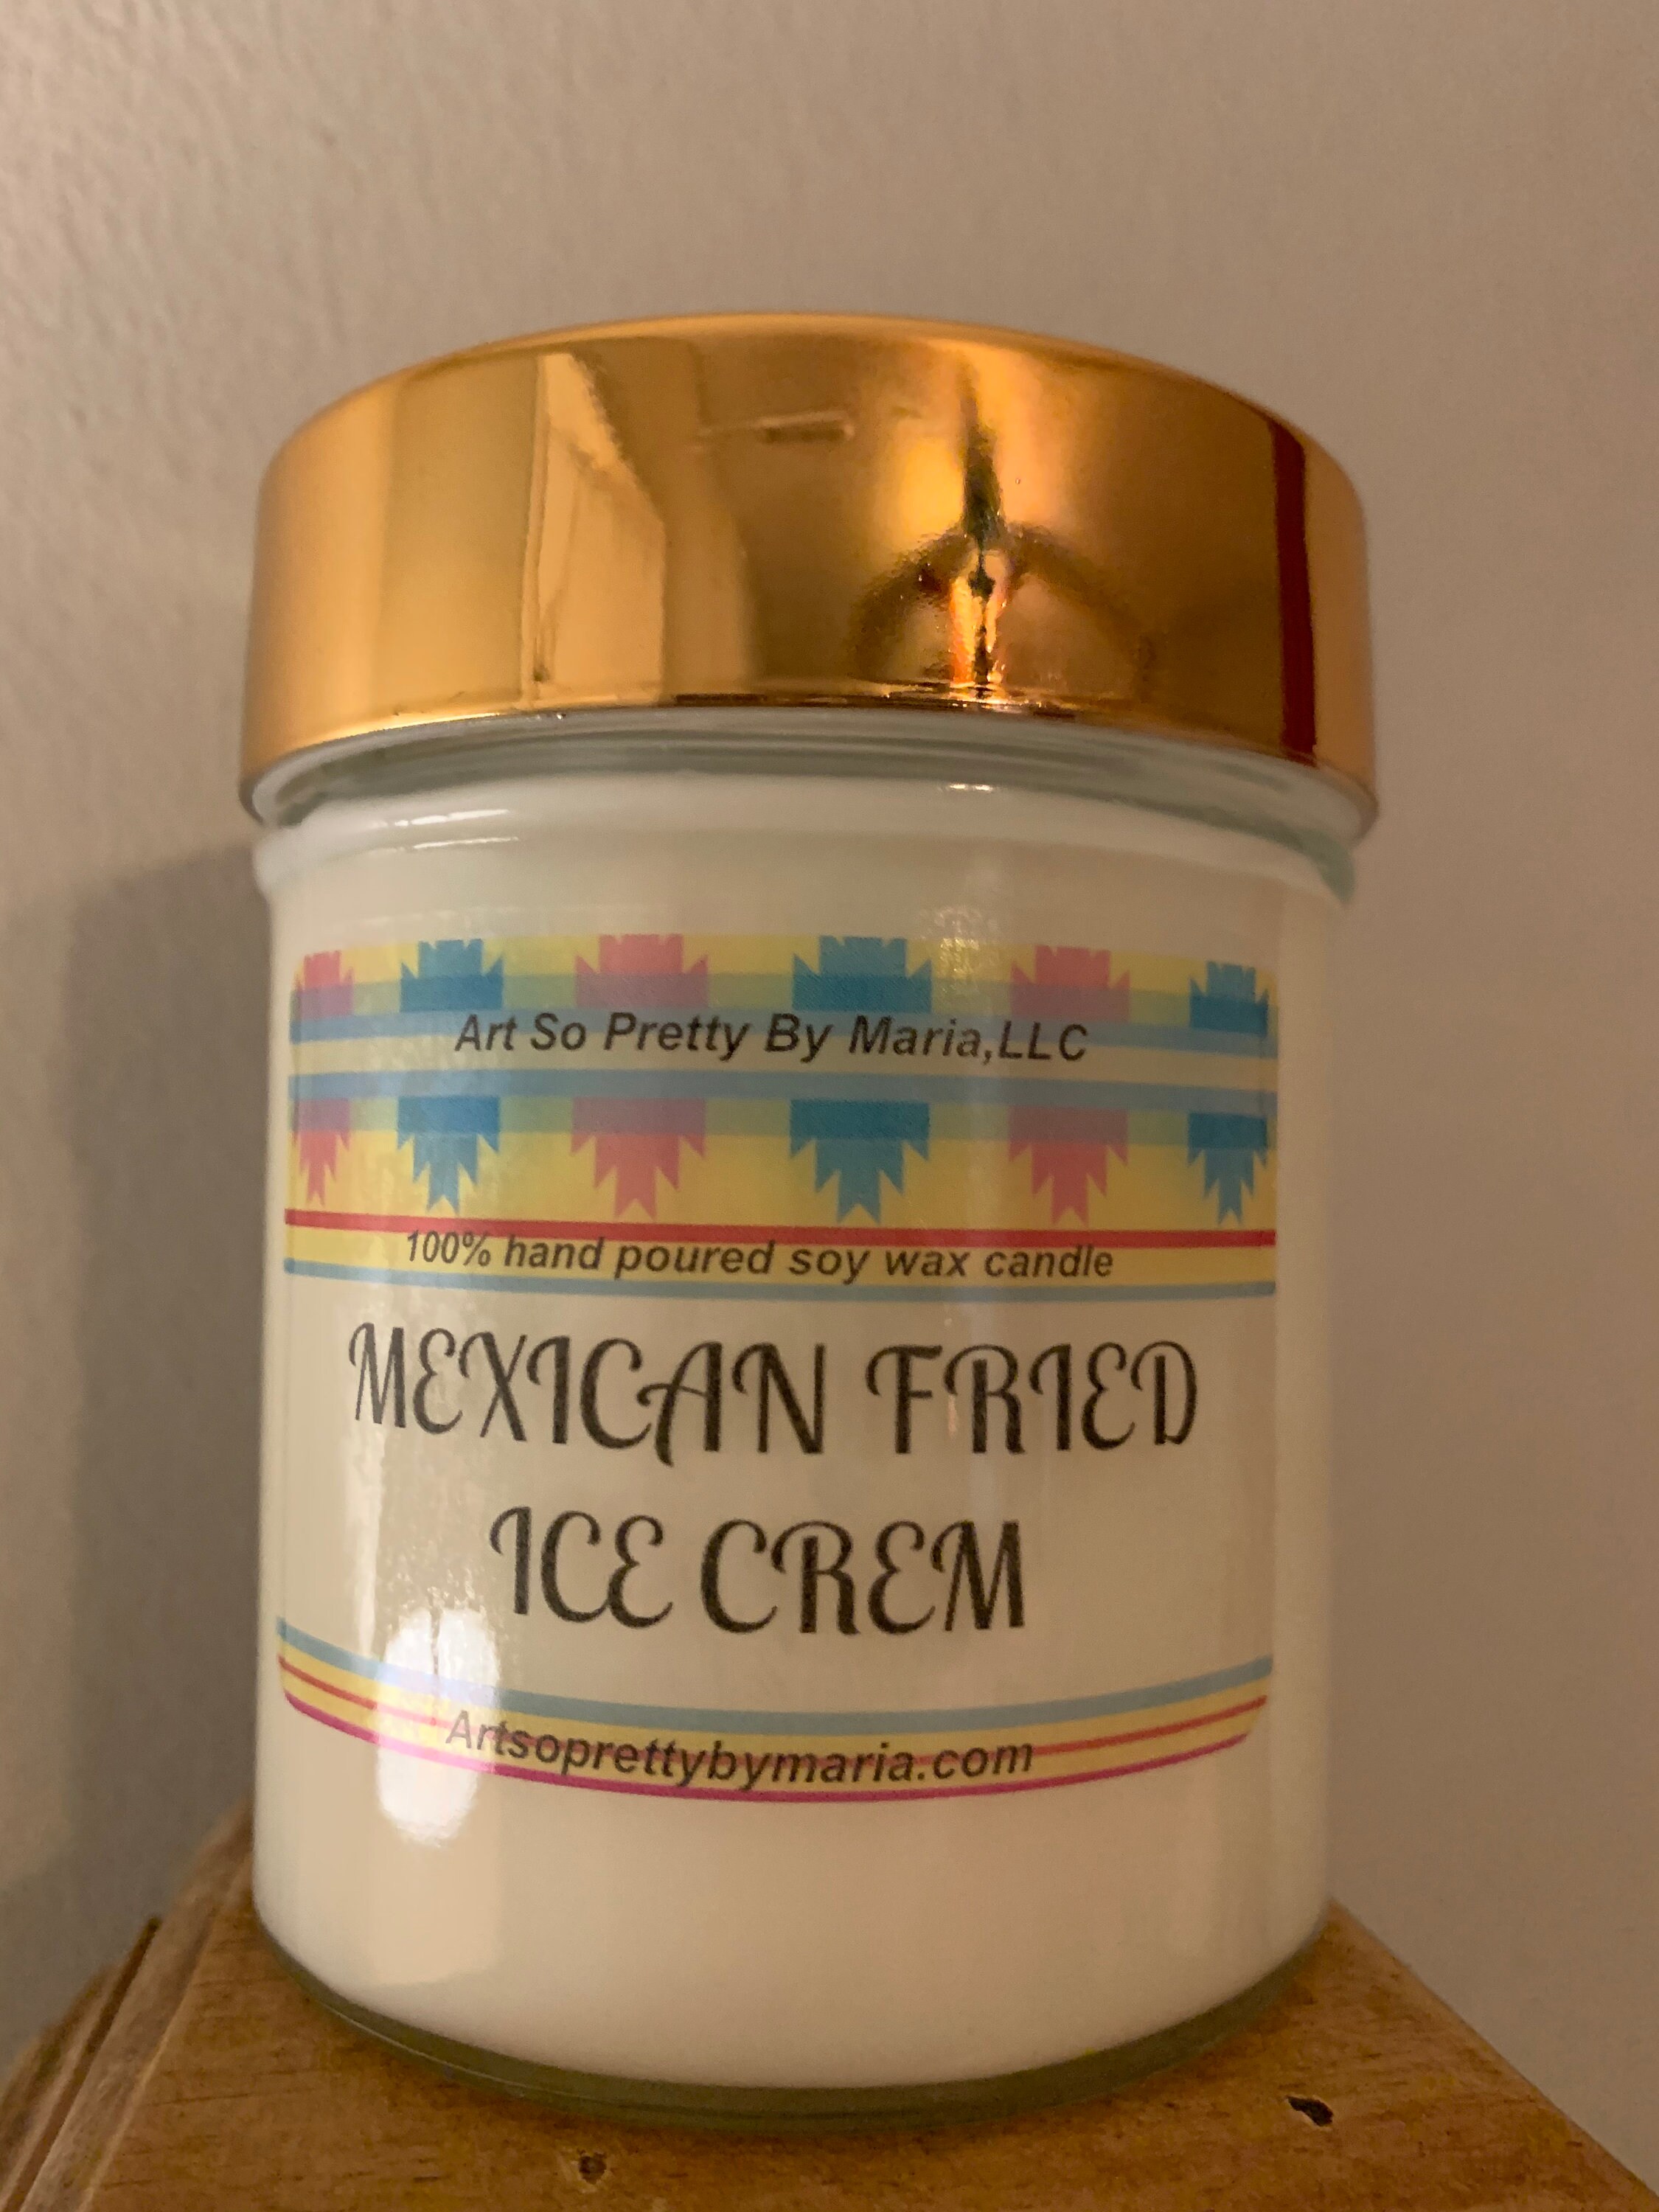 Art So Pretty By Maria,LLC
100% hand poured soy wax candle
MEXICAN FRIED
ICE CREM
Artsoprettybymaria.com